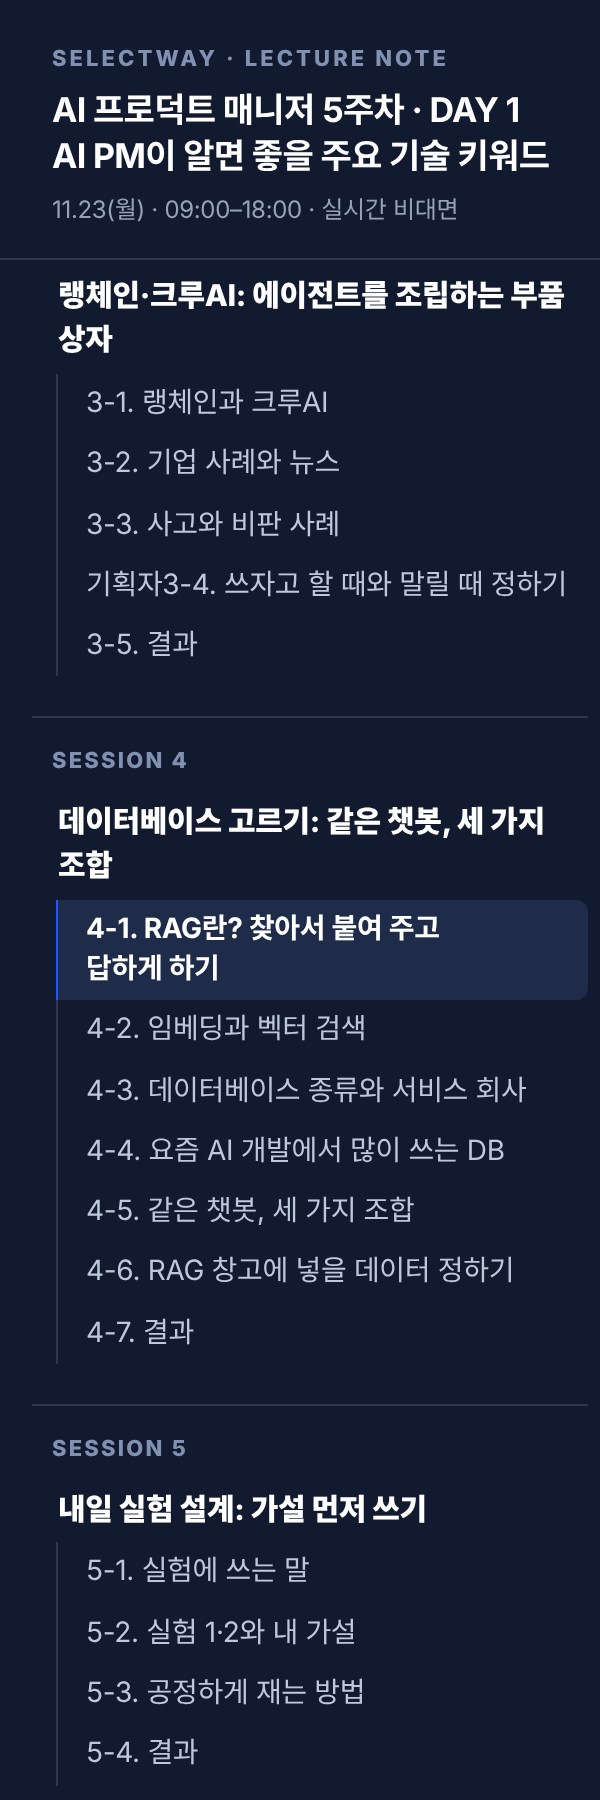 SELECTWAY · LECTURE NOTE
AI 프로덕트 매니저 5주차 · DAY 1
AI PM이 알면 좋을 주요 기술 키워드
11.23(월) · 09:00–18:00 · 실시간 비대면
랭체인·크루AI: 에이전트를 조립하는 부품
상자
3-1. 랭체인과 크루AI
3-2. 기업 사례와 뉴스
3-3. 사고와 비판 사례
기획자3-4. 쓰자고 할 때와 말릴 때 정하기
3-5. 결과
SESSION 4
데이터베이스 고르기: 같은 챗봇, 세 가지
조합
4-1. RAG란? 찾아서 붙여 주고
답하게 하기
4-2. 임베딩과 벡터 검색
4-3. 데이터베이스 종류와 서비스 회사
4-4. 요즘 AI 개발에서 많이 쓰는 DB
4-5. 같은 챗봇, 세 가지 조합
4-6. RAG 창고에 넣을 데이터 정하기
4-7. 결과
SESSION 5
내일 실험 설계: 가설 먼저 쓰기
5-1. 실험에 쓰는 말
5-2. 실험 1·2와 내 가설
5-3. 공정하게 재는 방법
5-4. 결과